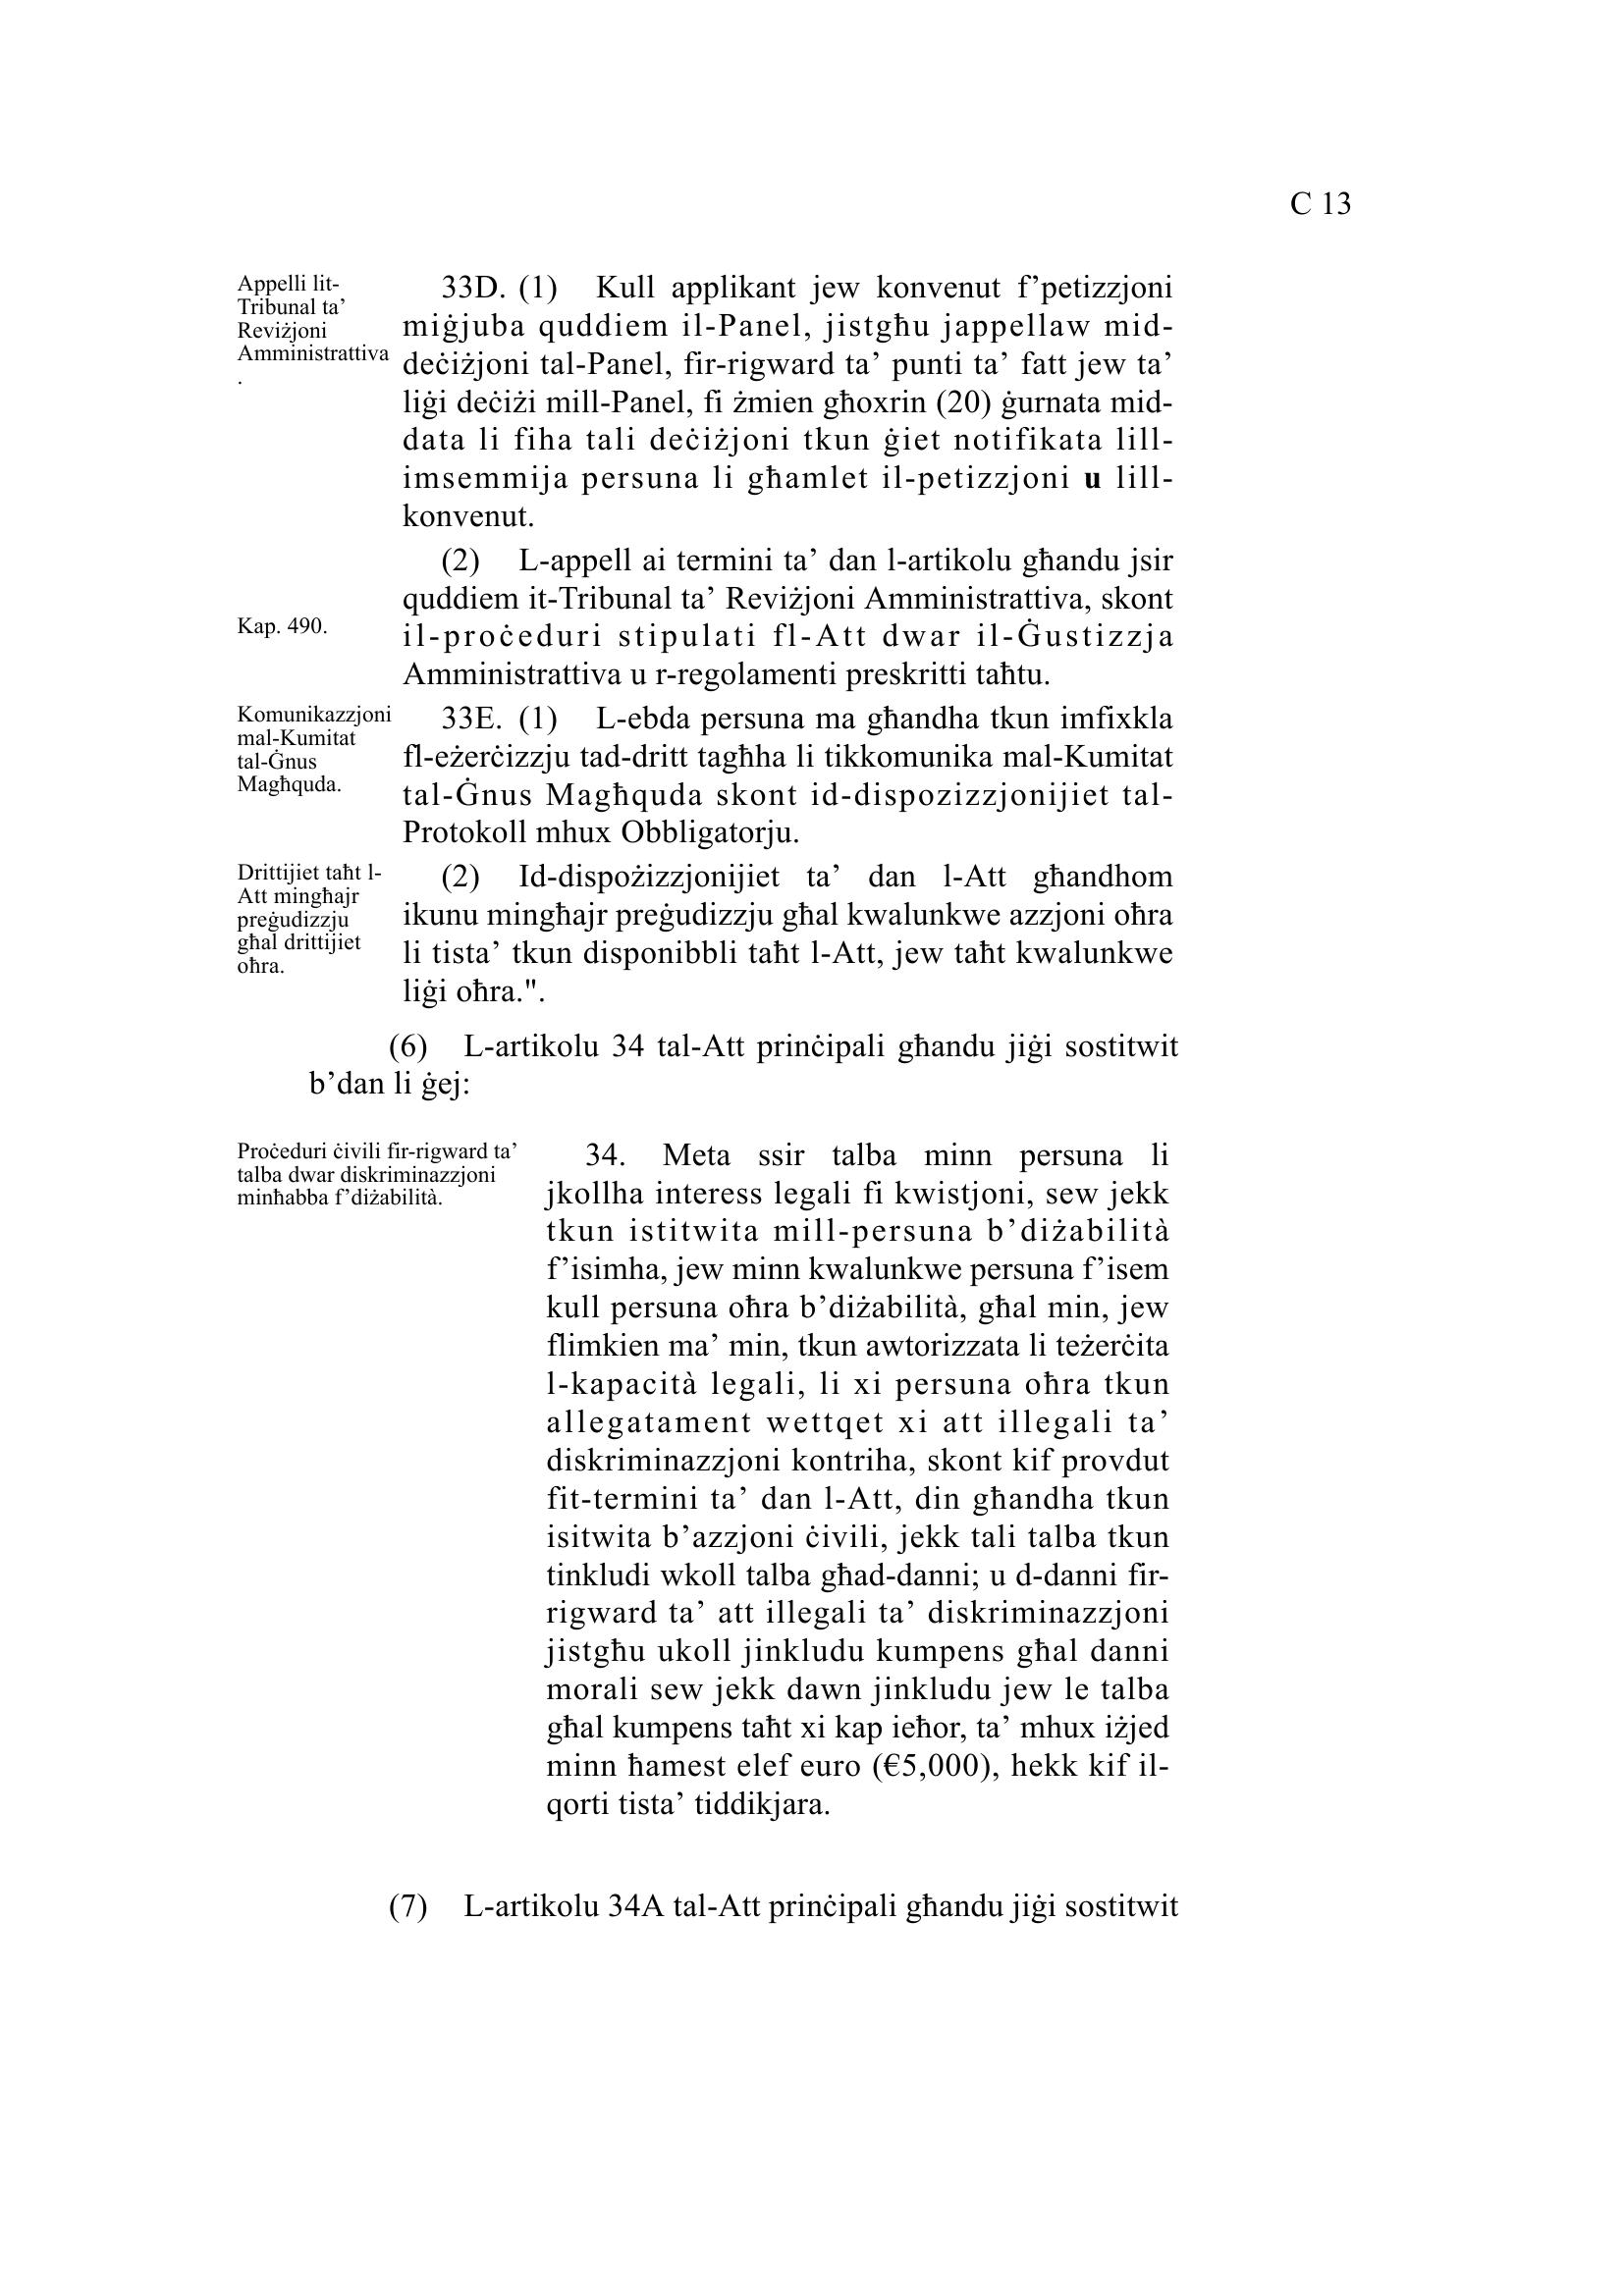 C 13
Appelli lit-
Tribunal ta’
Reviżjoni
Amministrattiva
.
33D. (1) Kull applikant jew konvenut f’petizzjoni
miġjuba quddiem il-Panel, jistgħu jappellaw mid-
deċiżjoni tal-Panel, fir-rigward ta’ punti ta’ fatt jew ta’
liġi deċiżi mill-Panel, fi żmien għoxrin (20) ġurnata mid-
data li fiha tali deċiżjoni tkun ġiet notifikata lill-
imsemmija persuna li għamlet il-petizzjoni u lill-
konvenut.
(2) L-appell ai termini ta’ dan l-artikolu għandu jsir
quddiem it-Tribunal ta’ Reviżjoni Amministrattiva, skont
Kap. 490.
il-proċeduri stipulati fl-Att dwar il-Ġustizzja
Amministrattiva u r-regolamenti preskritti taħtu.
Komunikazzjoni
mal-Kumitat
tal-Ġnus
Magħquda.
33E. (1) L-ebda persuna ma għandha tkun imfixkla
fl-eżerċizzju tad-dritt tagħha li tikkomunika mal-Kumitat
tal-Ġnus Magħquda skont id-dispozizzjonijiet tal-
Protokoll mhux Obbligatorju.
Drittijiet taħt l-
Att mingħajr
preġudizzju
għal drittijiet
oħra.
(2) Id-dispożizzjonijiet ta’ dan l-Att għandhom
ikunu mingħajr preġudizzju għal kwalunkwe azzjoni oħra
li tista’ tkun disponibbli taħt l-Att, jew taħt kwalunkwe
liġi oħra.".
(6) L-artikolu 34 tal-Att prinċipali għandu jiġi sostitwit
b’dan li ġej:
Proċeduri ċivili fir-rigward ta’
talba dwar diskriminazzjoni
minħabba f’diżabilità.
34. Meta ssir talba minn persuna li
jkollha interess legali fi kwistjoni, sew jekk
tkun istitwita mill-persuna b’diżabilità
f’isimha, jew minn kwalunkwe persuna f’isem
kull persuna oħra b’diżabilità, għal min, jew
flimkien ma’ min, tkun awtorizzata li teżerċita
l-kapacità legali, li xi persuna oħra tkun
allegatament wettqet xi att illegali ta’
diskriminazzjoni kontriha, skont kif provdut
fit-termini ta’ dan l-Att, din għandha tkun
isitwita b’azzjoni ċivili, jekk tali talba tkun
tinkludi wkoll talba għad-danni; u d-danni fir-
rigward ta’ att illegali ta’ diskriminazzjoni
jistgħu ukoll jinkludu kumpens għal danni
morali sew jekk dawn jinkludu jew le talba
għal kumpens taħt xi kap ieħor, ta’ mhux iżjed
minn ħamest elef euro (€5,000), hekk kif il-
qorti tista’ tiddikjara.
(7) L-artikolu 34A tal-Att prinċipali għandu jiġi sostitwit